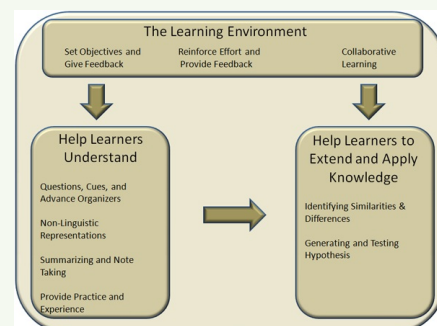 The Learning Environment
Set Objectives and
Give Feedback
Reinforce Effort and
Provide Feedback
Collaborative
Learning
Help Learners
Understand
Questions, Cues, and
Advance Organizers
Non-Linguistic
Representations
Summarizing and Note
Taking
Provide Practice and
Experience
Help Learners to
Extend and Apply
Knowledge
Identifying Similarities &
Differences
Generating and Testing
Hypothesis